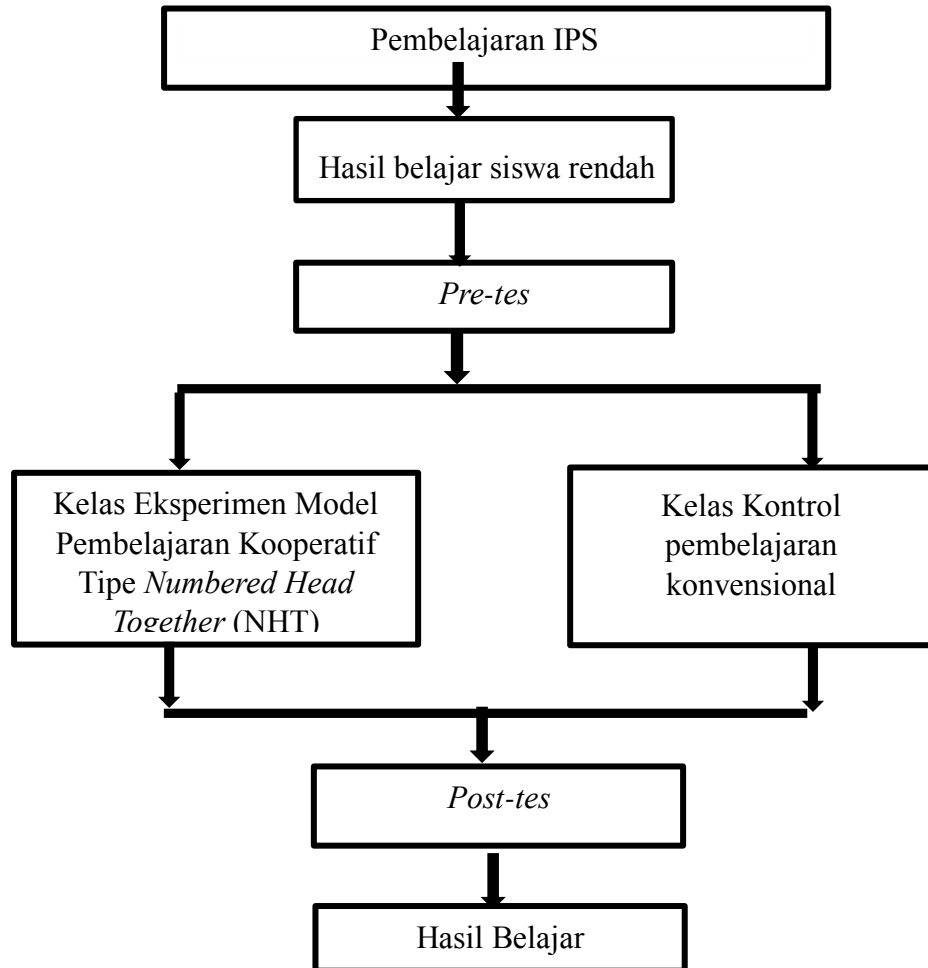 Pembelajaran IPS
Hasil belajar siswa rendah
Pre-tes
Kelas Eksperimen Model
Pembelajaran Kooperatif
Tipe Numbered Head
Together (NHT)
Kelas Kontrol
pembelajaran
konvensional
Post-tes
Hasil Belajar